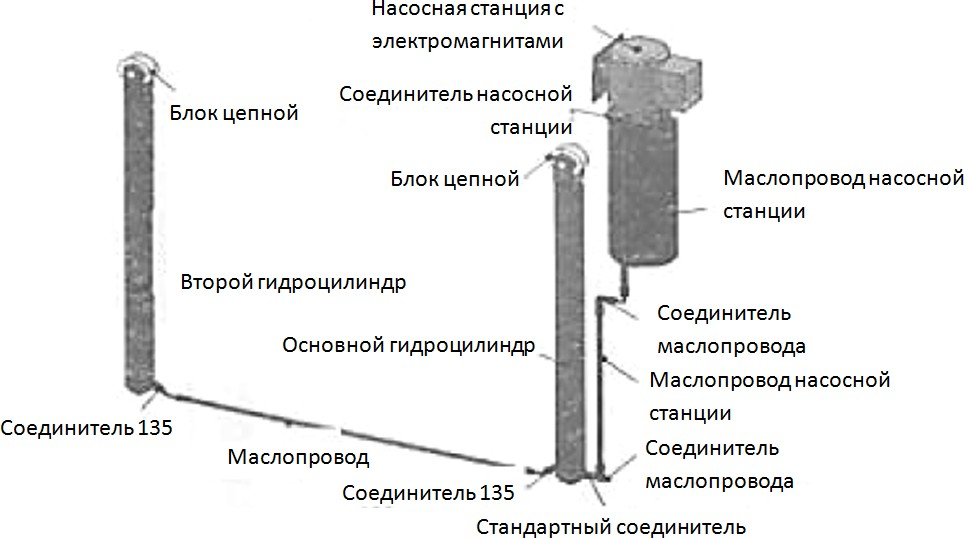 Насосная станция с
электромагнитами
Блок цепной
Соединитель насосной
станции
Блок цепной
Маслопровод насосной
станции
Второй гидроцилиндр
Соединитель
маслопровода
Основной гидроцилиндр
Маслопровод насосной
станции
Соединитель 135
Маслопровод
Соединитель
маслопровода
Соединитель 135
Стандартный соединитель